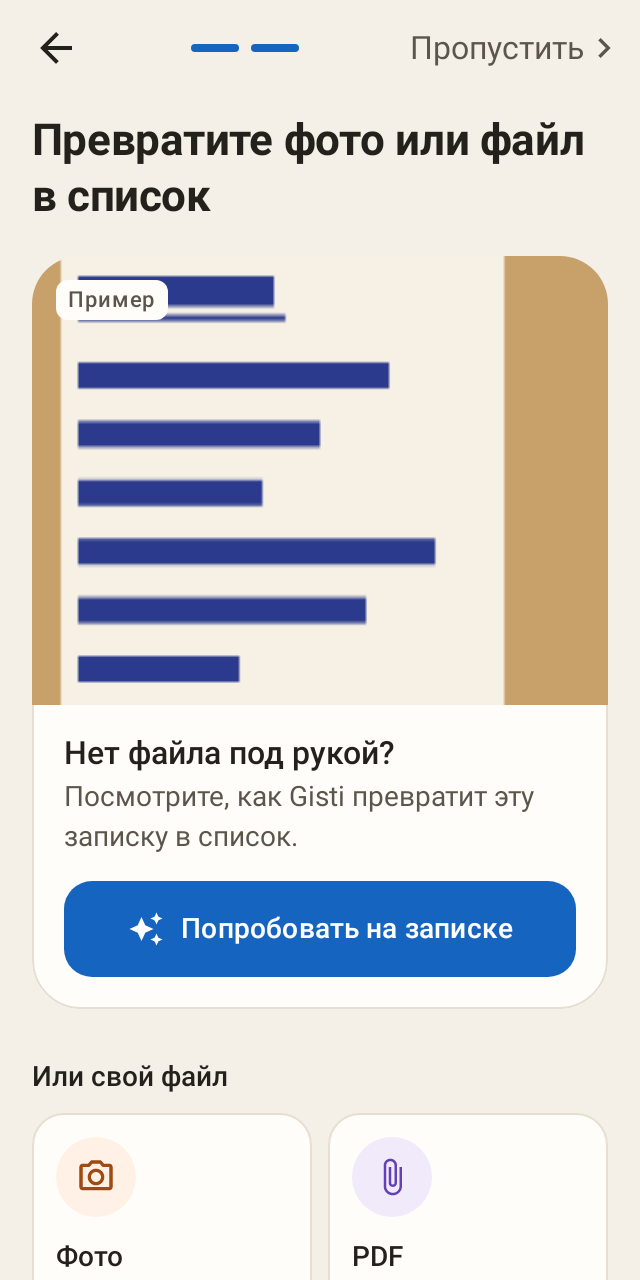 Пропустить
Превратите фото или файл
в список
Пример
Нет файла под рукой?
Посмотрите, как Gisti превратит эту
записку в список.
Попробовать на записке
Или свой файл
Фото
PDF